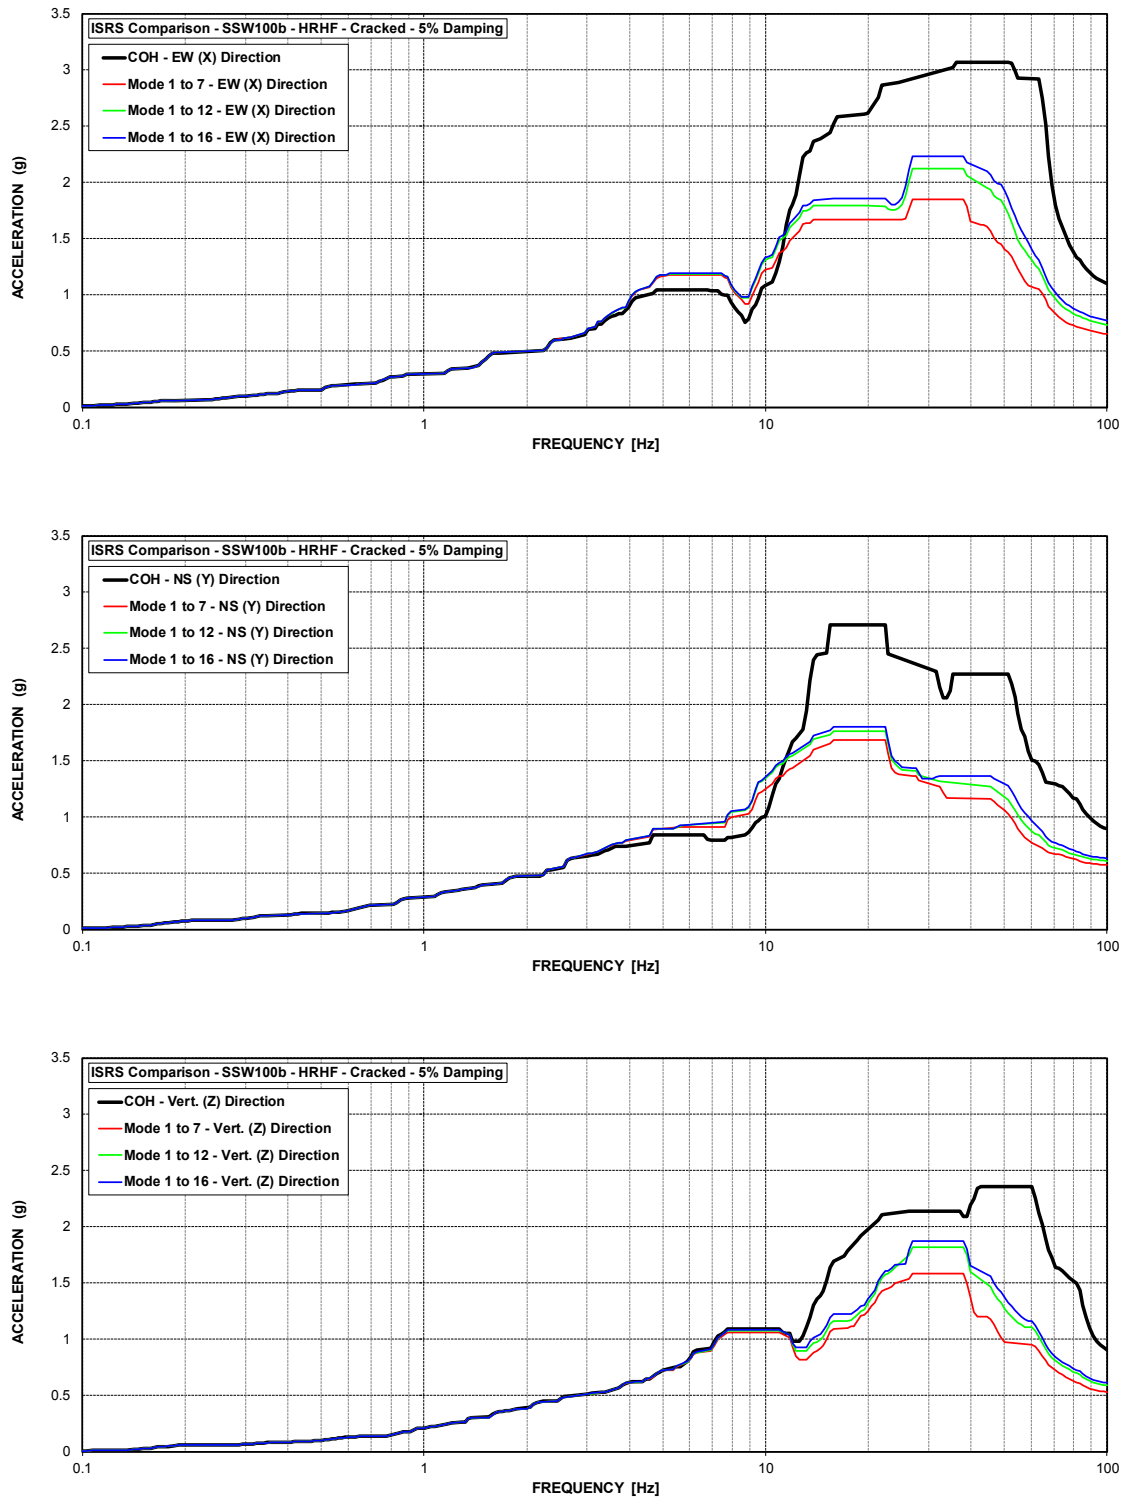 ISRS Comparison - SSW100b - HRHF - Cracked - 5% Damping
COH - EW (X) Direction
Mode 1 to 7 - EW (X) Direction
Mode 1 to 12 - EW (X) Direction
Mode 1 to 16 - EW (X) Direction
3.5
3
2.5
2
1.5
1
0.5
0
ACCELERATION (g)
0.1 1 10 100
FREQUENCY [Hz]
ISRS Comparison - SSW100b - HRHF - Cracked - 5% Damping
COH - NS (Y) Direction
Mode 1 to 7 - NS (Y) Direction
Mode 1 to 12 - NS (Y) Direction
Mode 1 to 16 - NS (Y) Direction
3.5
3
2.5
2
1.5
1
0.5
0
ACCELERATION (g)
0.1 1 10 100
FREQUENCY [Hz]
ISRS Comparison - SSW100b - HRHF - Cracked - 5% Damping
COH - Vert. (Z) Direction
Mode 1 to 7 - Vert. (Z) Direction
Mode 1 to 12 - Vert. (Z) Direction
Mode 1 to 16 - Vert. (Z) Direction
3.5
3
2.5
2
1.5
1
0.5
0
ACCELERATION (g)
0.1 1 10 100
FREQUENCY [Hz]